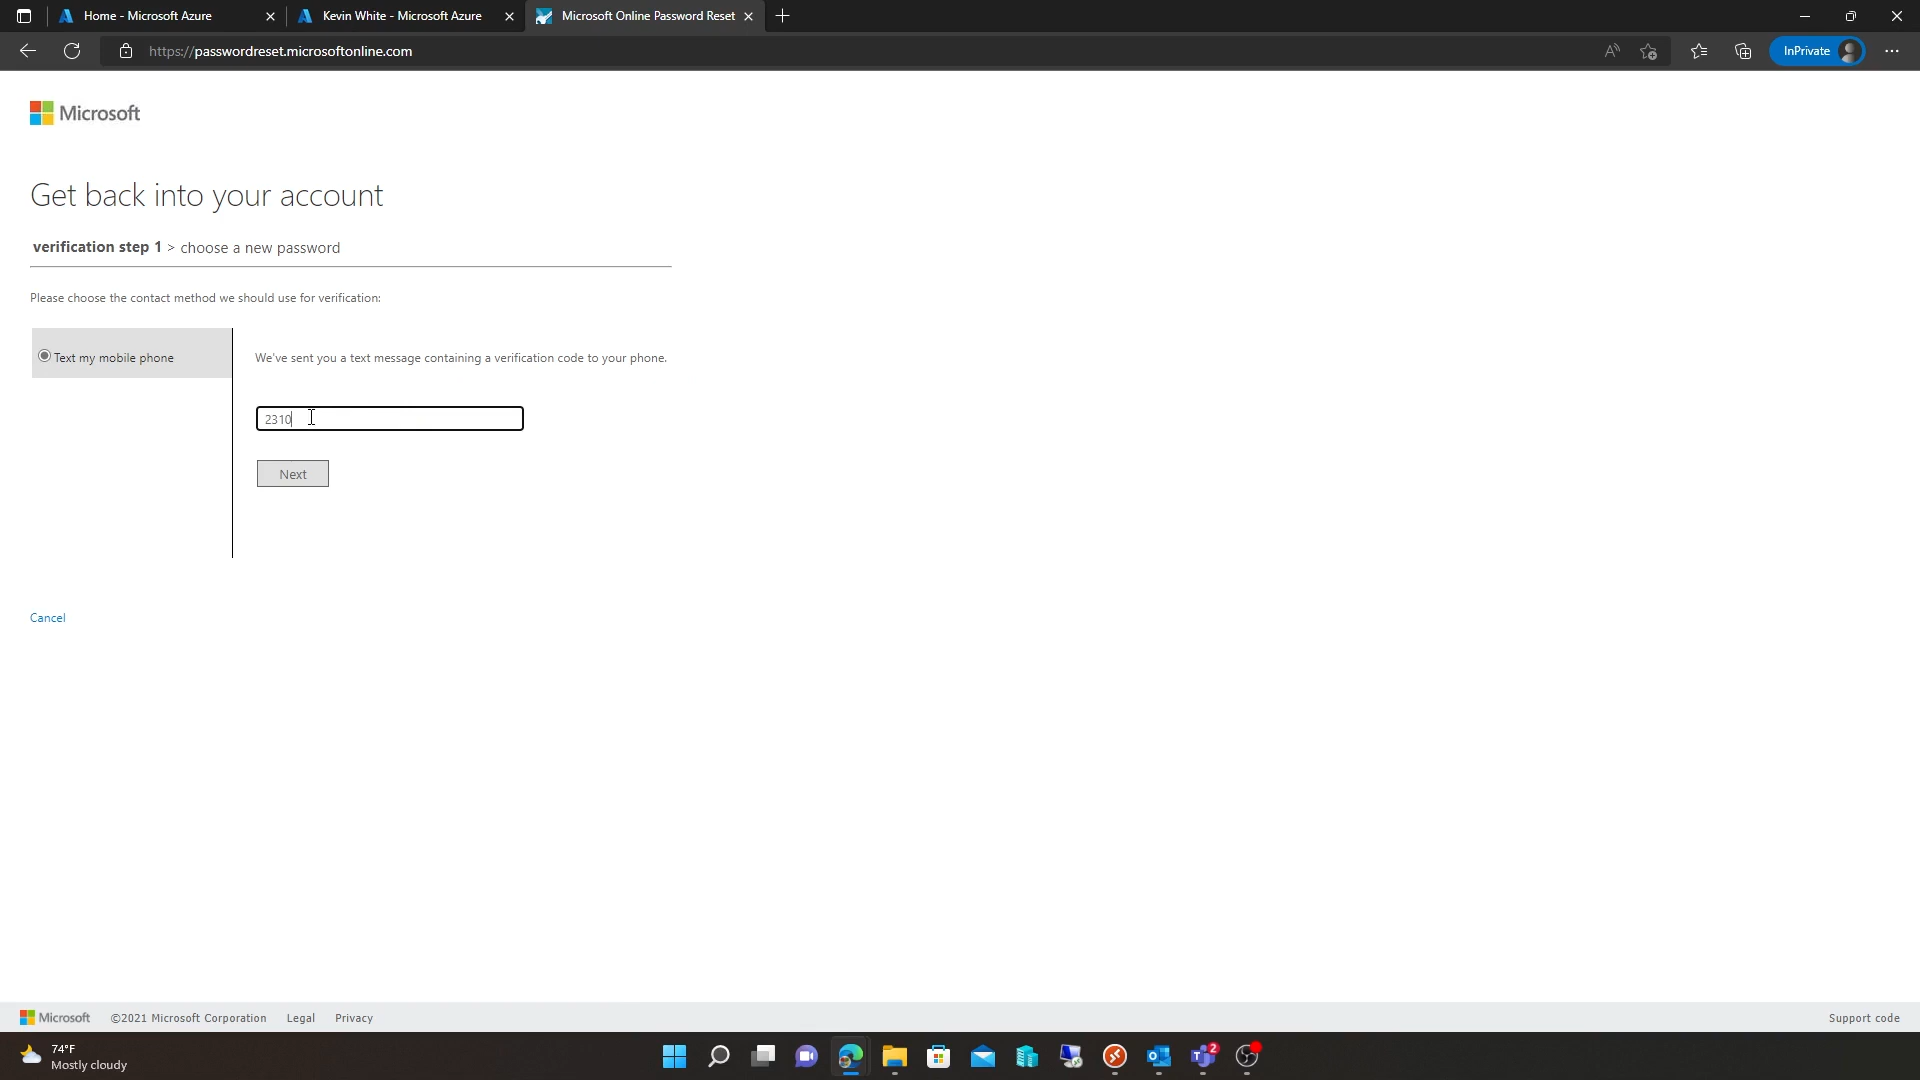 Home - Microsoft Azure
Kevin White - Microsoft Azure
Microsoft Online Password Reset
https://passwordreset.microsoftonline.com
InPrivate
Microsoft
Get back into your account
verification step 1 > choose a new password
Please choose the contact method we should use for verification:
Text my mobile phone
We've sent you a text message containing a verification code to your phone.
2310
Next
Cancel
Microsoft ©2021 Microsoft Corporation Legal Privacy Support code
74°F
Mostly cloudy
2